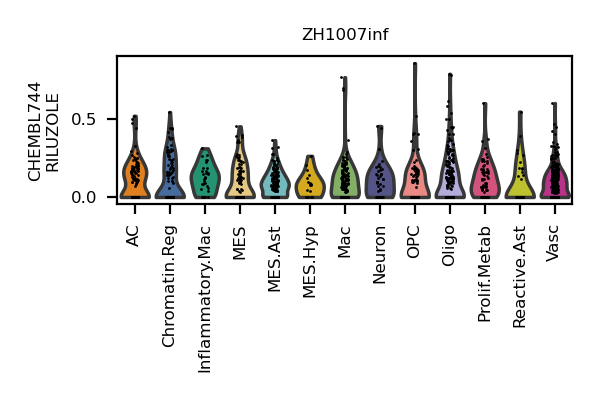 ZH1007inf
CHEMBL744
RILUZOLE
0.5
0.0
AC
Chromatin.Reg
Inflammatory.Mac
MES
MES.Ast
MES.Hyp
Mac
Neuron
OPC
Oligo
Prolif.Metab
Reactive.Ast
Vasc